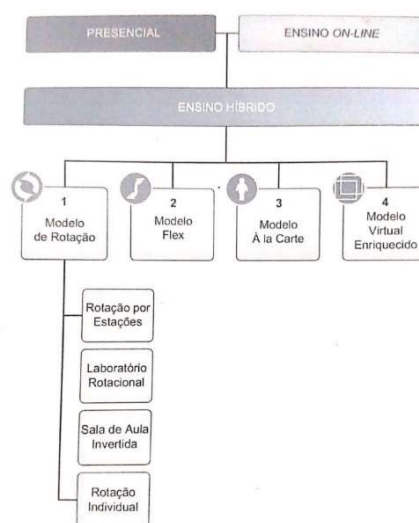 PRESENCIAL
ENSINO ON-LINE
ENSINO HÍBRIDO
1
Modelo
de Rotação
2
Modelo
Flex
3
Modelo
À la Carte
4
Modelo
Virtual
Enriquecido
Rotação por
Estações
Laboratório
Rotacional
Sala de Aula
Invertida
Rotação
Individual